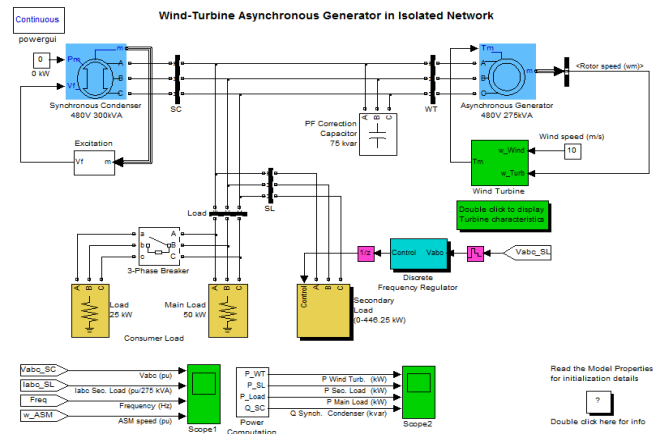 Wind-Turbine Asynchronous Generator in Isolated Network
Continuous
powergui
0
0 kW
Pm
Vf
m
A
B
C
Synchronous Condenser
480V 300kVA
SC
Excitation
Vf
m
A
B
C
PF Correction
Capacitor
75 kvar
WT
Tm
A
B
C
m
Asynchronous Generator
480V 275kVA
<Rotor speed (wm)>
Wind speed (m/s)
10
w_Wind
Tm
w_Turb
Wind Turbine
Double click to display
Turbine characteristics
SL
Load
a
b
c
A
B
C
3-Phase Breaker
A
B
C
Load
25 kW
A
B
C
Main Load
50 kW
Consumer Load
Control
A
B
C
Secondary
Load
(0-446.25 kW)
1/z
Control
Vabc
Discrete
Frequency Regulator
Vabc_SL
Vabc_SC
Iabc_SL
Freq
w_ASM
Vabc (pu)
Iabc Sec. Load (pu/275 kVA)
Frequency (Hz)
ASM speed (pu)
Scope1
P_WT
P_SL
P_Load
Q_SC
Power
Computation
P Wind Turb. (kW)
P Sec. Load (kW)
P Main Load (kW)
Q Synch. Condenser (kvar)
Scope2
Read the Model Properties
for initialization details
?
Double click here for info